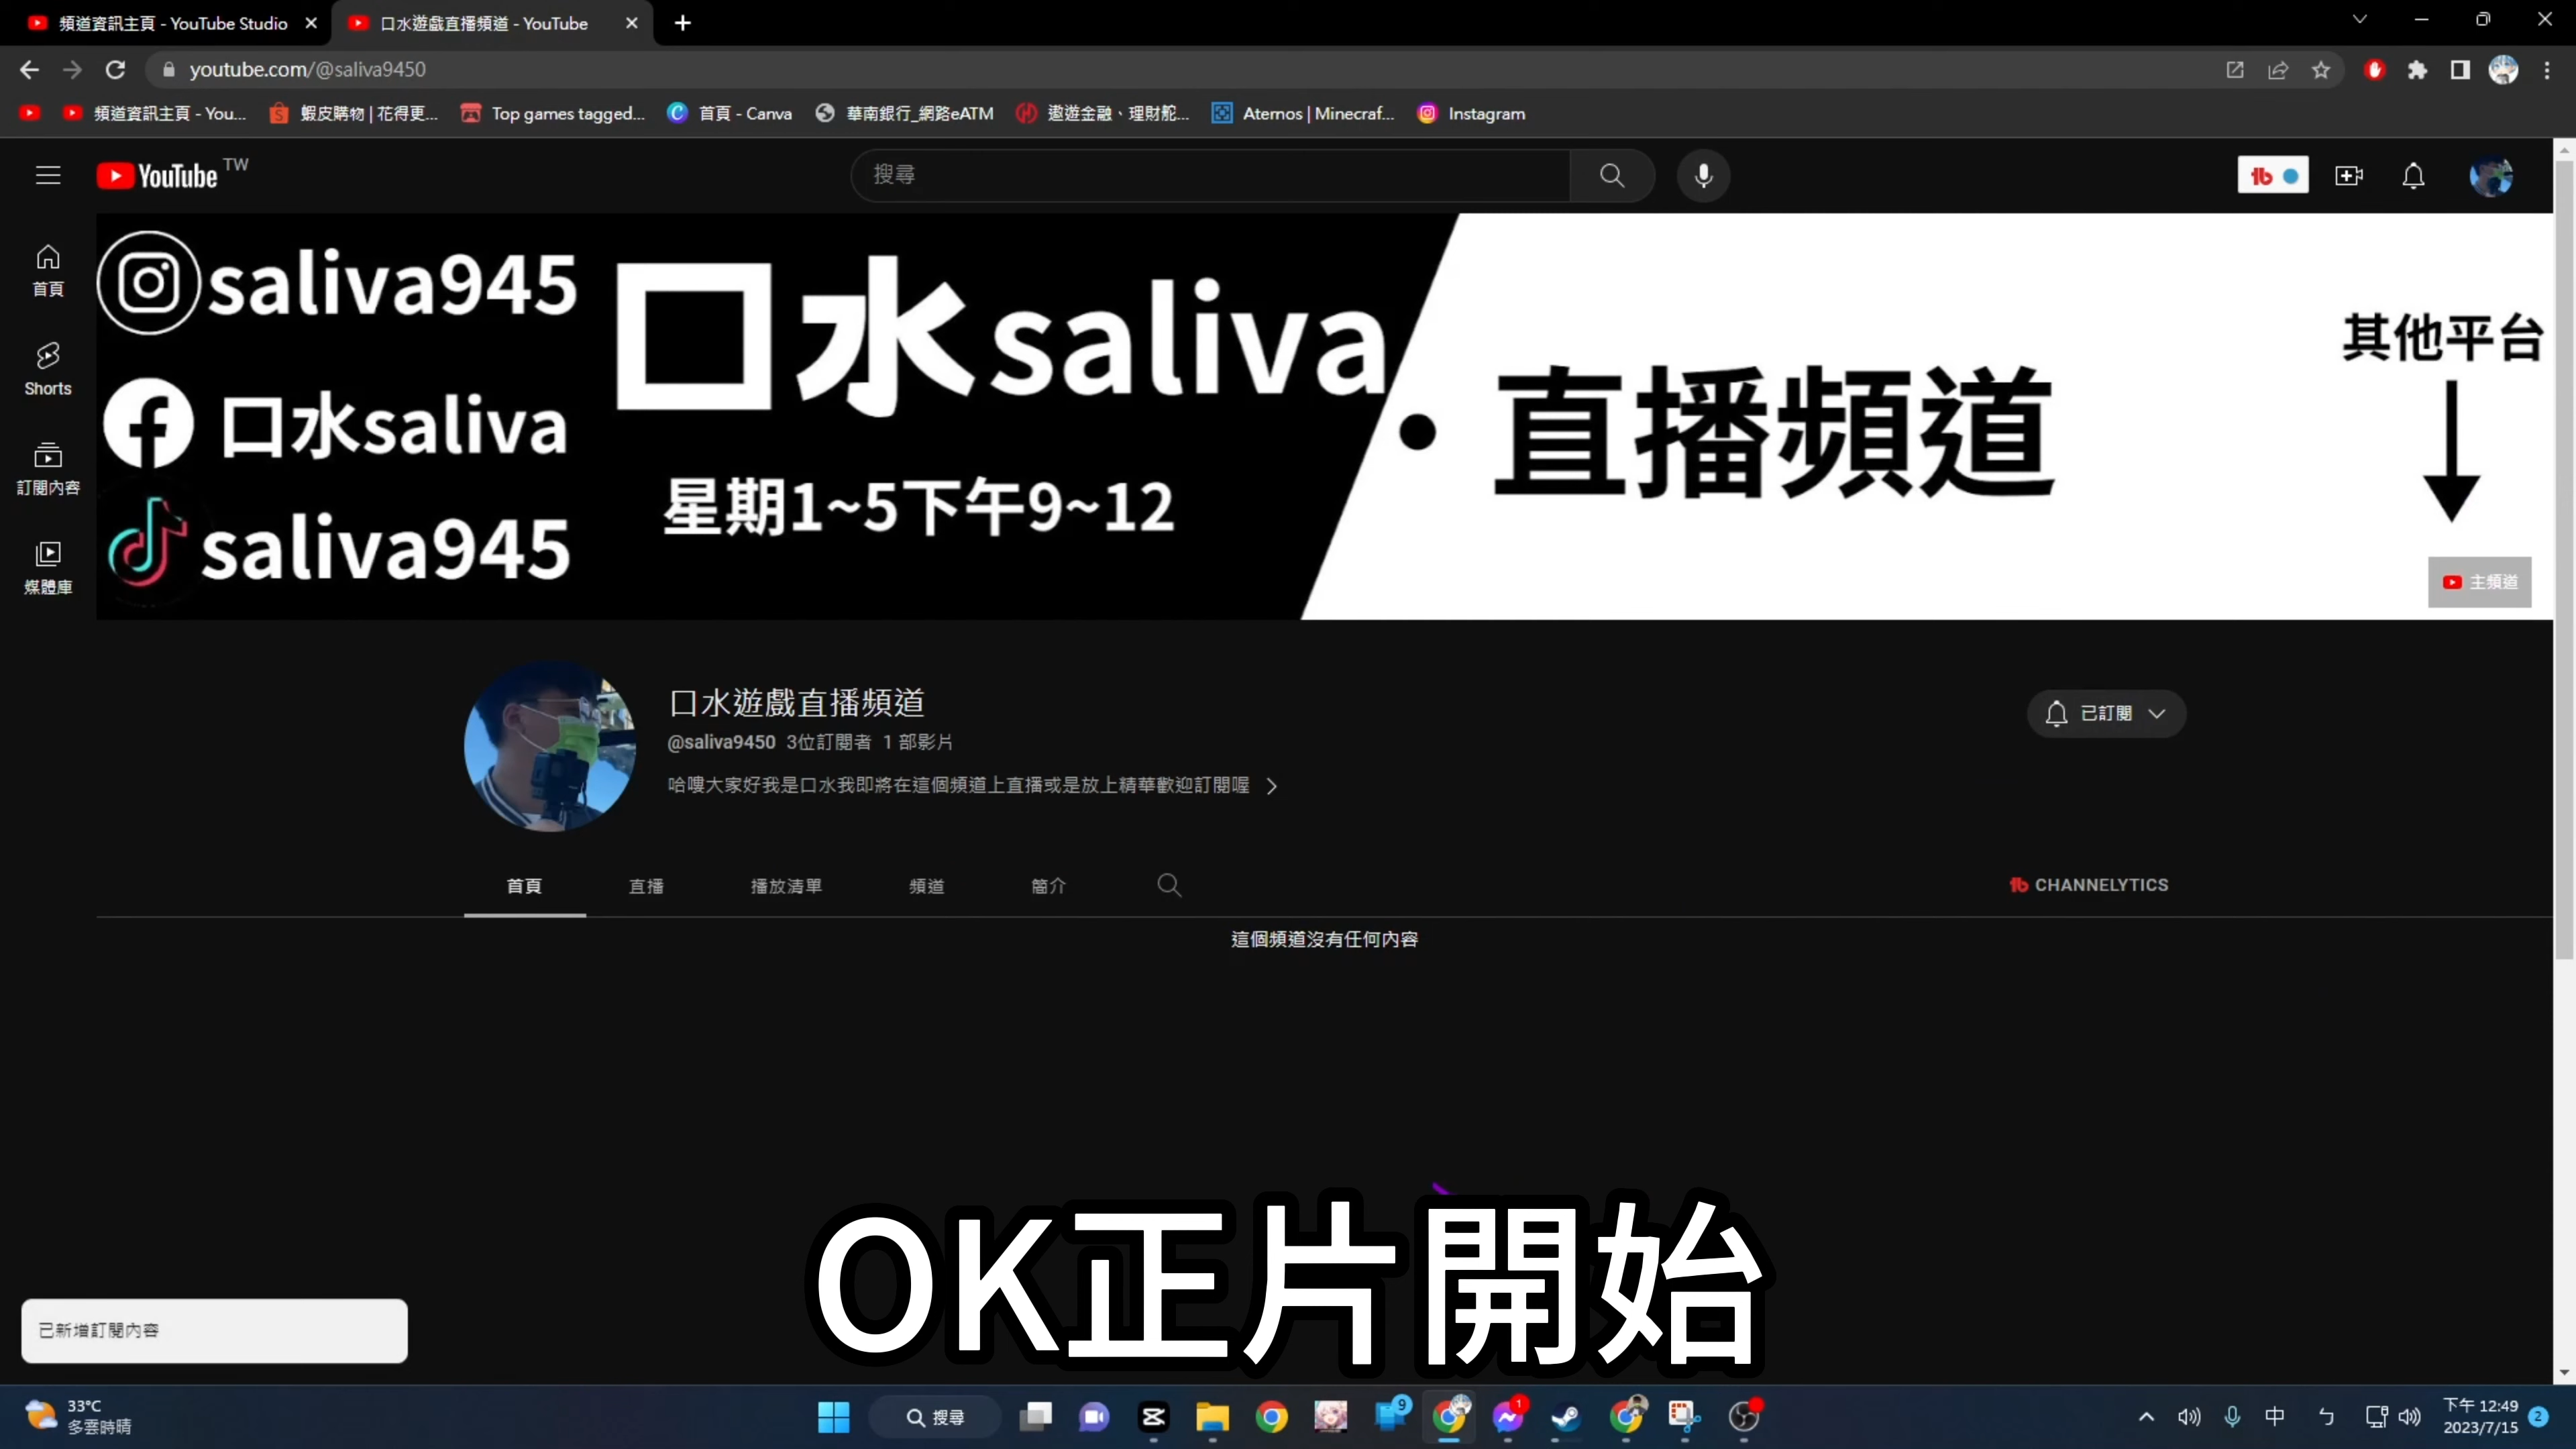 頻道資訊主頁 - YouTube Studio
口水遊戲直播頻道 - YouTube
youtube.com/@saliva9450
頻道資訊主頁 - You...
蝦皮購物 | 花得更...
Top games tagged...
首頁 - Canva
華南銀行_網路eATM
遨遊金融、理財舵...
Aternos | Minecraf...
Instagram
YouTube TW
搜尋
首頁
Shorts
訂閱內容
媒體庫
saliva945
口水saliva
saliva945
口水saliva
星期1~5下午9~12
・直播頻道
其他平台
主頻道
口水遊戲直播頻道
@saliva9450 3位訂閱者 1 部影片
哈嘍大家好我是口水我即將在這個頻道上直播或是放上精華歡迎訂閱喔
已訂閱
首頁 直播 播放清單 頻道 簡介
CHANNELYTICS
這個頻道沒有任何內容
OK正片開始
已新增訂閱內容
33°C
多雲時晴
搜尋
9
1
中
ㄣ
下午 12:49
2023/7/15
2